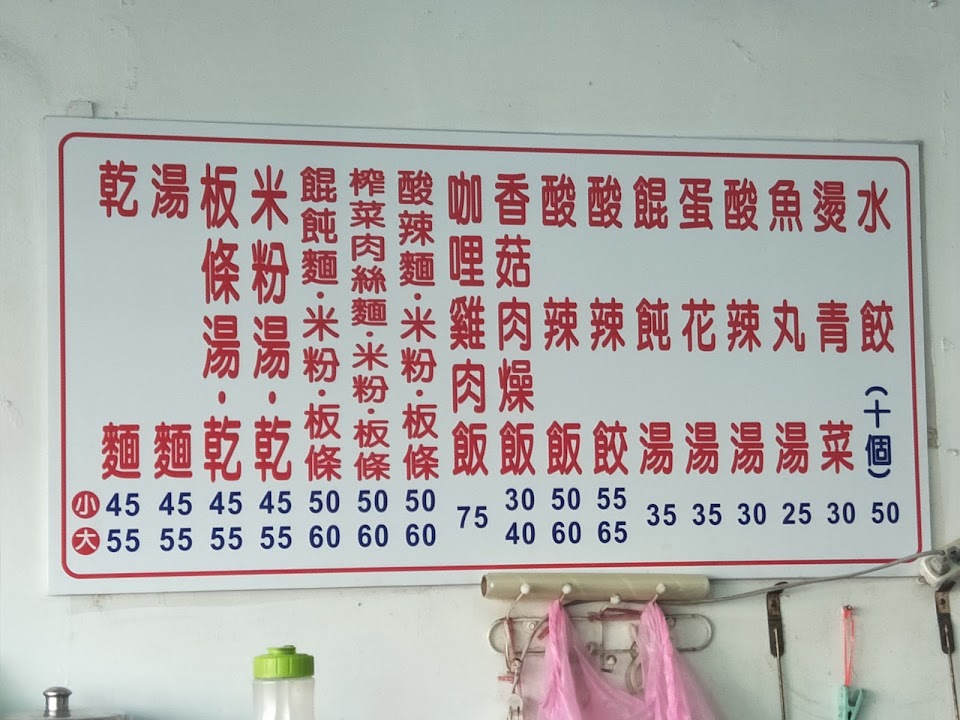 乾麵
湯麵
板條湯·乾
米粉湯·乾
餛飩麵·米粉·板條
榨菜肉絲麵·米粉·板條
酸辣麵·米粉·板條
咖哩雞肉飯
香菇肉燥飯
酸辣飯
酸辣餃
餛飩湯
蛋花湯
酸辣湯
魚丸湯
燙青菜
水餃(十個)
小 45 45 45 45 50 50 50 75 30 50 55 35 35 30 25 30 50
大 55 55 55 55 60 60 60 40 60 65